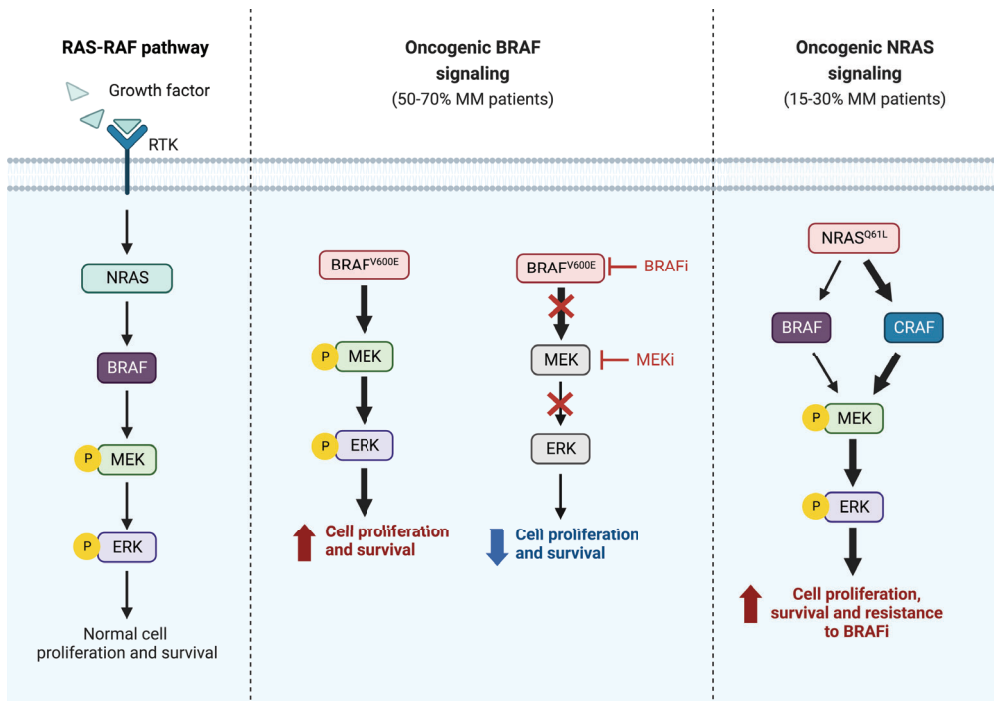 RAS-RAF pathway
Growth factor
RTK
NRAS
BRAF
P
MEK
P
ERK
Normal cell
proliferation and survival
Oncogenic BRAF
signaling
(50-70% MM patients)
BRAFV600E
P
MEK
P
ERK
Cell proliferation
and survival
BRAFV600E
BRAFi
MEK
MEKi
ERK
Cell proliferation
and survival
Oncogenic NRAS
signaling
(15-30% MM patients)
NRASQ61L
BRAF
CRAF
P
MEK
P
ERK
Cell proliferation,
survival and resistance
to BRAFi